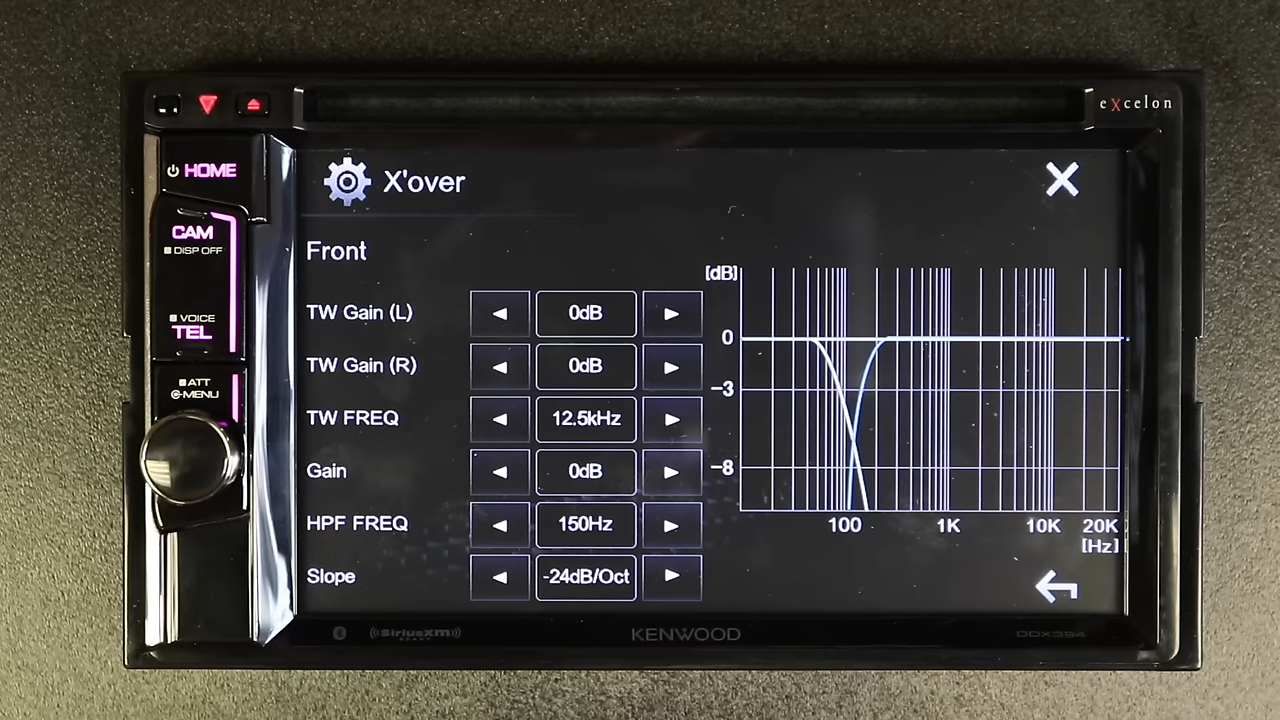 eXcelon
HOME
CAM
DISP OFF
VOICE
TEL
ATT
MENU
X'over
Front
TW Gain (L) 0dB
TW Gain (R) 0dB
TW FREQ 12.5kHz
Gain 0dB
HPF FREQ 150Hz
Slope -24dB/Oct
[dB]
0
-3
-8
100 1K 10K 20K
[Hz]
((SiriusXM))
READY
KENWOOD
DDX394